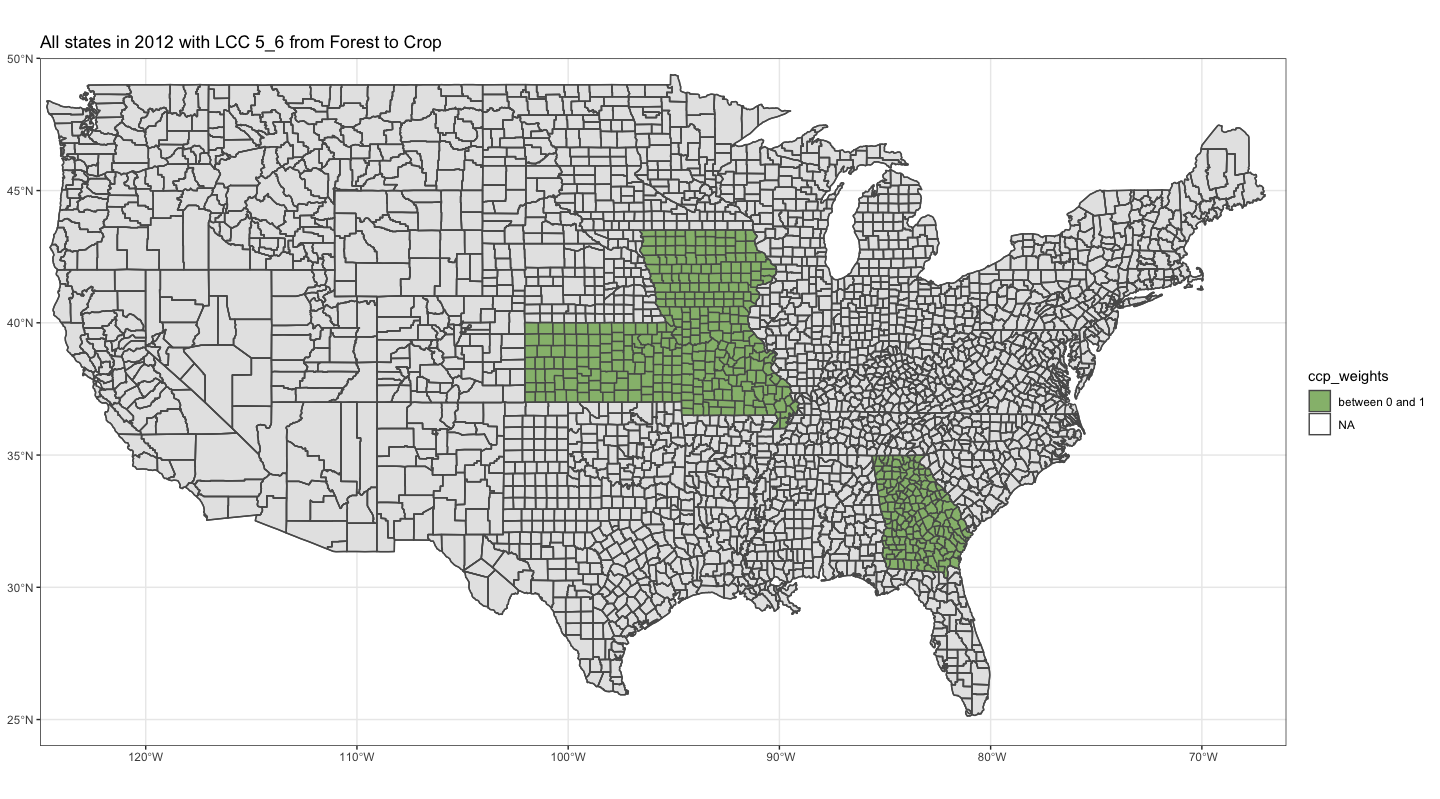 All states in 2012 with LCC 5_6 from Forest to Crop
50°N
45°N
40°N
35°N
30°N
25°N
120°W
110°W
100°W
90°W
80°W
70°W
ccp_weights
between 0 and 1
NA